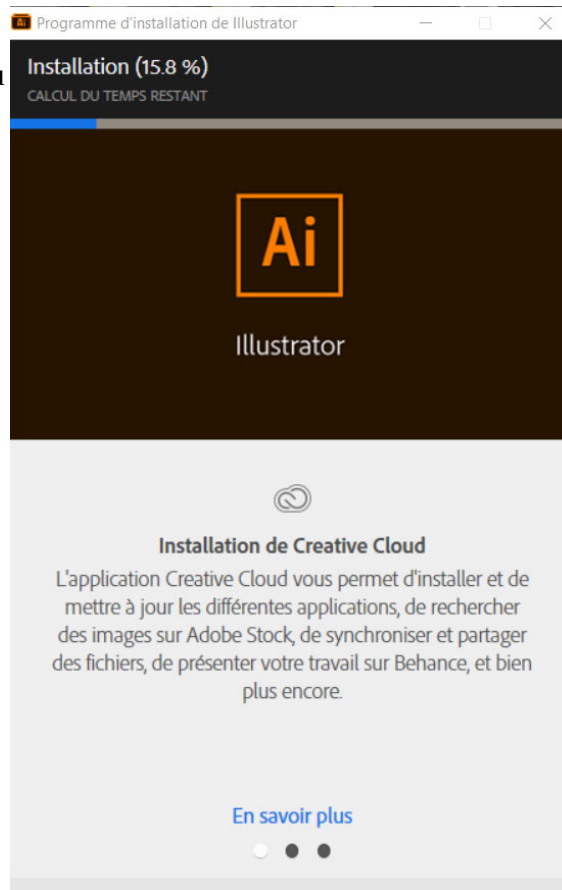 Programme d'installation de Illustrator
Installation (15.8 %)
CALCUL DU TEMPS RESTANT
Ai
Illustrator
Installation de Creative Cloud
L'application Creative Cloud vous permet d'installer et de
mettre à jour les différentes applications, de rechercher
des images sur Adobe Stock, de synchroniser et partager
des fichiers, de présenter votre travail sur Behance, et bien
plus encore.
En savoir plus